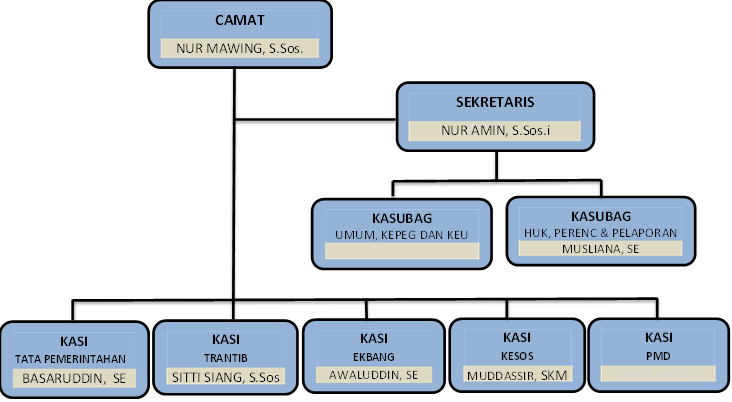 CAMAT
NUR MAWING, S.Sos.
SEKRETARIS
NUR AMIN, S.Sos.i
KASUBAG
UMUM, KEPEG DAN KEU
KASUBAG
HUK, PERENC & PELAPORAN
MUSLIANA, SE
KASI
TATA PEMERINTAHAN
BASARUDDIN, SE
KASI
TRANTIB
SITTI SIANG, S.Sos
KASI
EKBANG
AWALUDDIN, SE
KASI
KESOS
MUDDASSIR, SKM
KASI
PMD